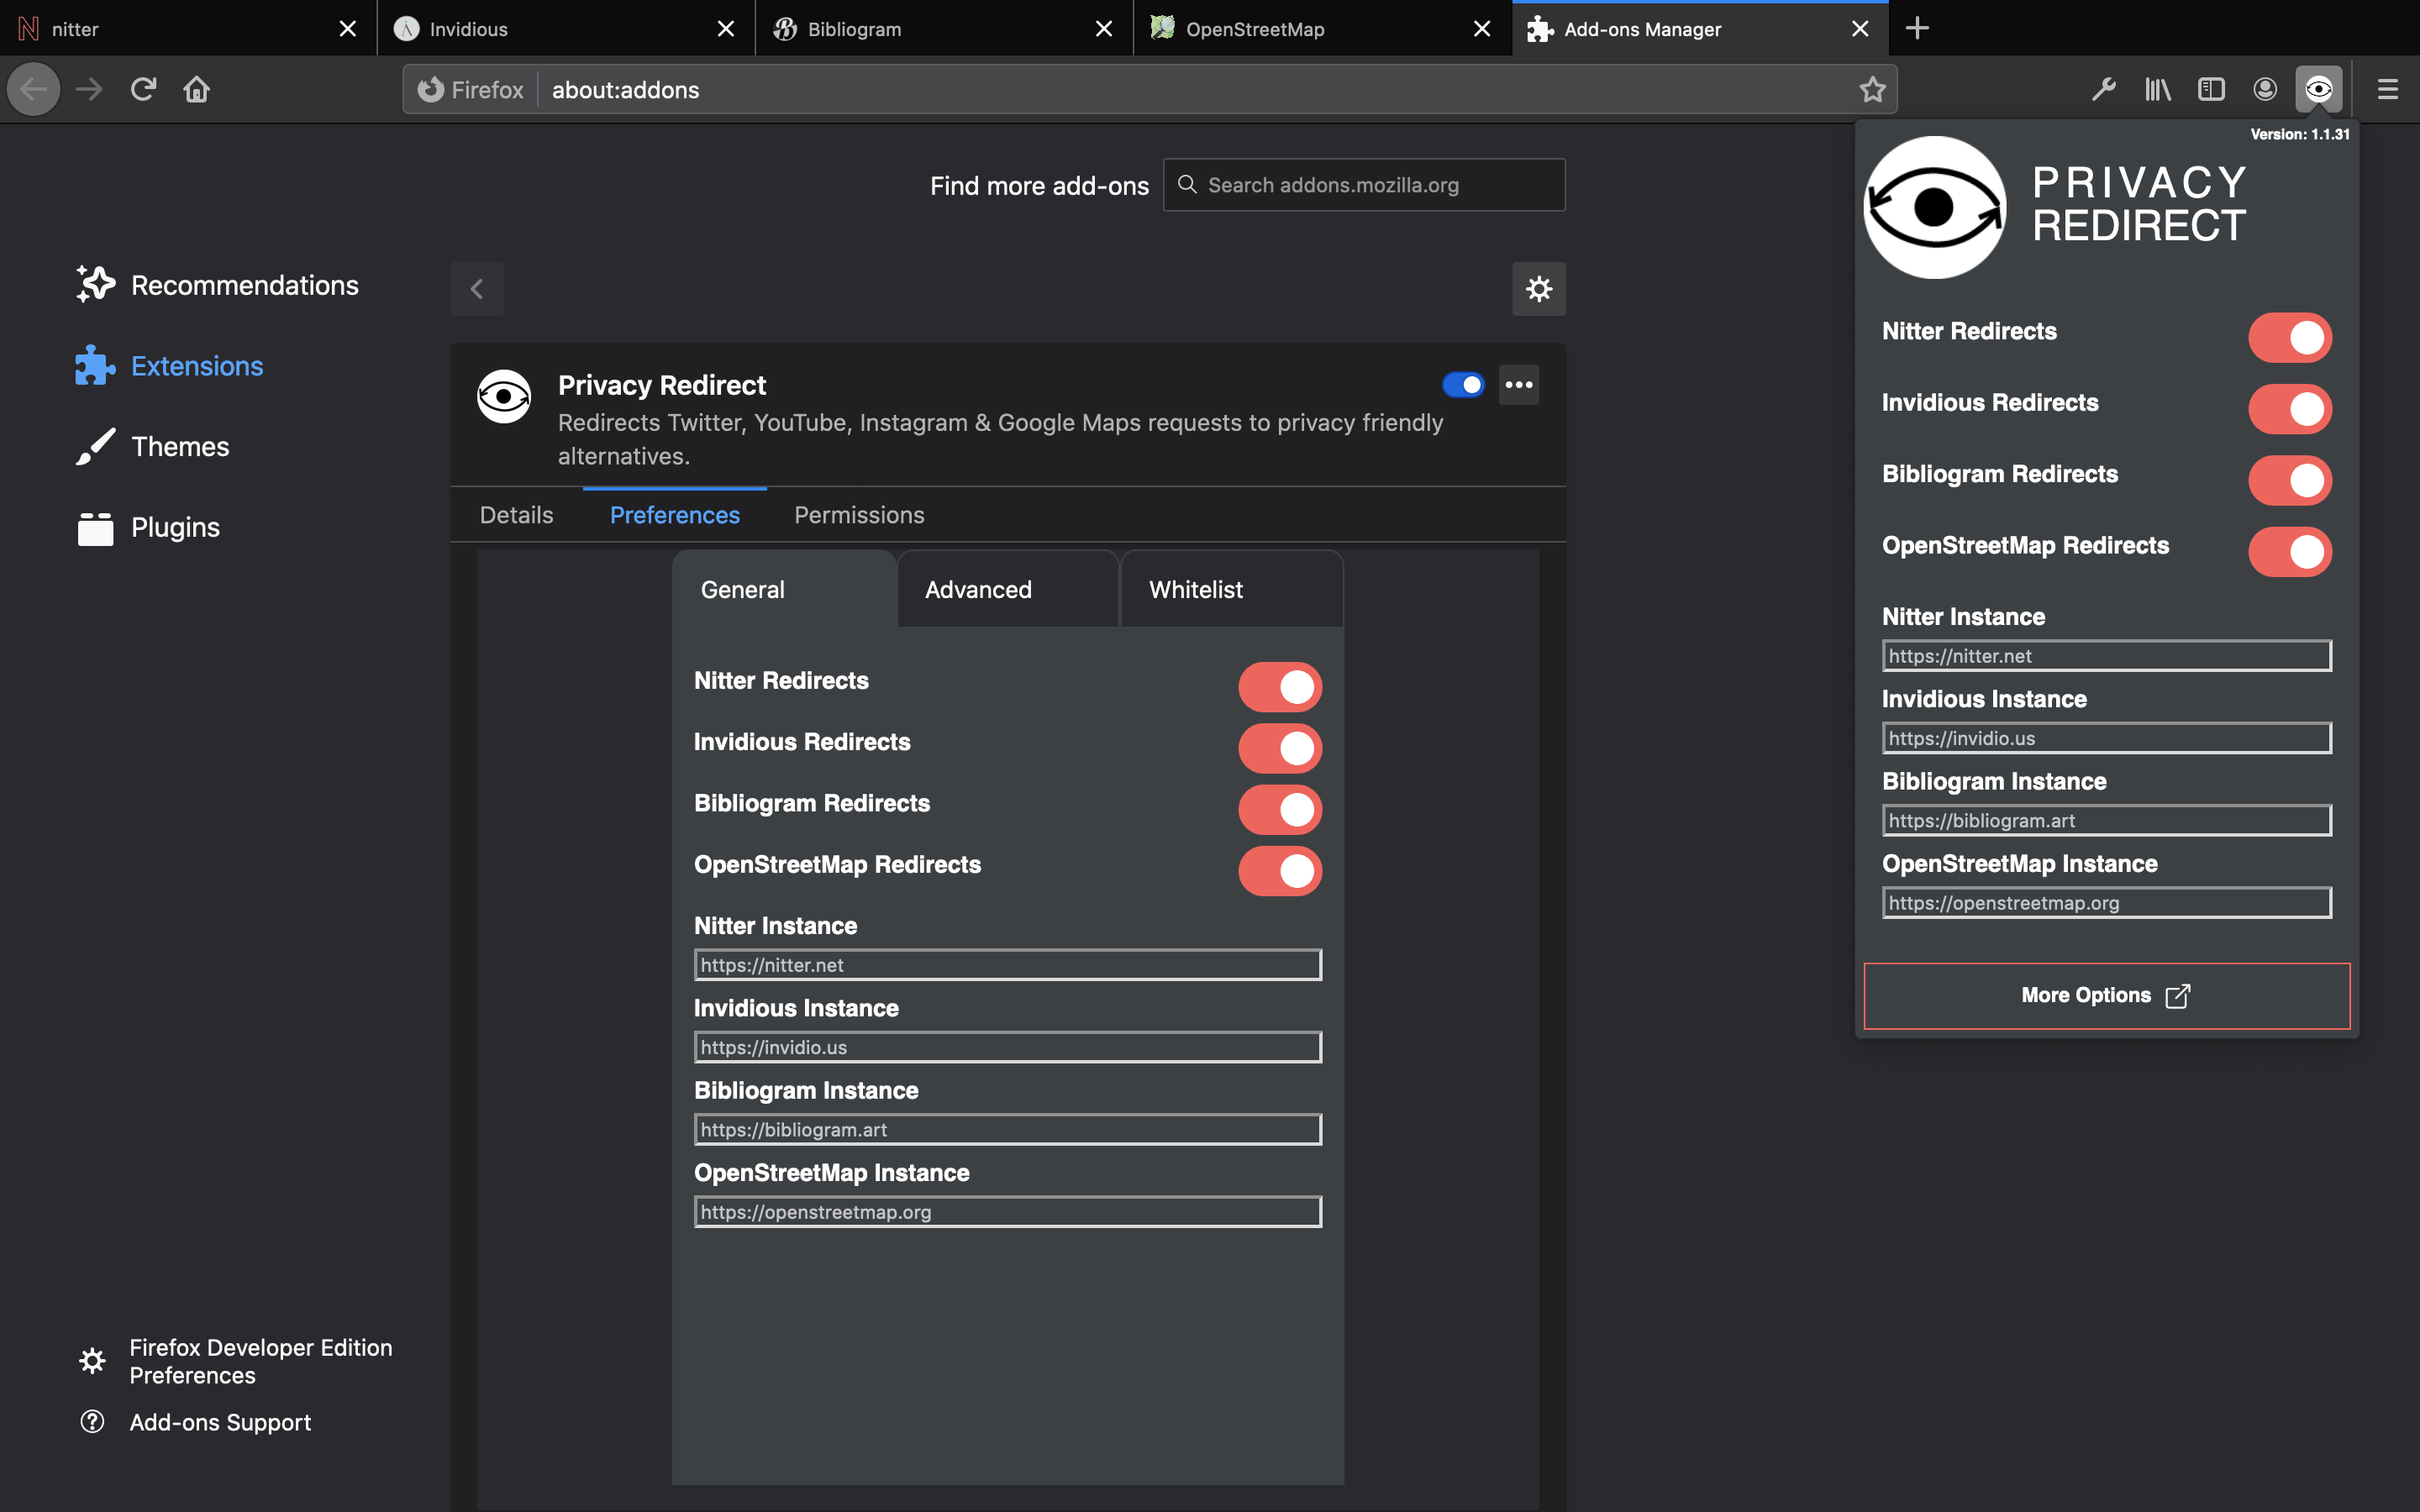 nitter
Invidious
Bibliogram
OpenStreetMap
Add-ons Manager
Firefox
about:addons
Find more add-ons
Search addons.mozilla.org
Recommendations
Extensions
Themes
Plugins
Privacy Redirect
Redirects Twitter, YouTube, Instagram & Google Maps requests to privacy friendly
alternatives.
Details
Preferences
Permissions
General
Advanced
Whitelist
Nitter Redirects
Invidious Redirects
Bibliogram Redirects
OpenStreetMap Redirects
Nitter Instance
https://nitter.net
Invidious Instance
https://invidio.us
Bibliogram Instance
https://bibliogram.art
OpenStreetMap Instance
https://openstreetmap.org
Firefox Developer Edition
Preferences
Add-ons Support
Version: 1.1.31
PRIVACY
REDIRECT
Nitter Redirects
Invidious Redirects
Bibliogram Redirects
OpenStreetMap Redirects
Nitter Instance
https://nitter.net
Invidious Instance
https://invidio.us
Bibliogram Instance
https://bibliogram.art
OpenStreetMap Instance
https://openstreetmap.org
More Options